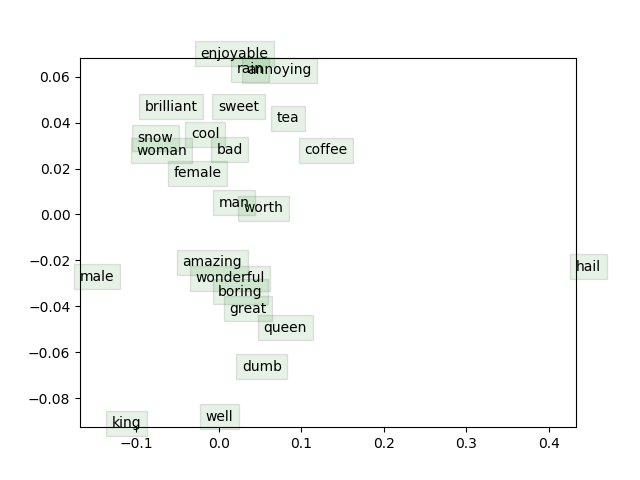 enjoyable
0.06
rain
annoying
brilliant
sweet
0.04
tea
snow
cool
woman
bad
coffee
0.02
female
0.00
man
worth
−0.02
amazing
hail
male
wonderful
boring
−0.04
great
queen
−0.06
dumb
−0.08
well
king
−0.1
0.0
0.1
0.2
0.3
0.4